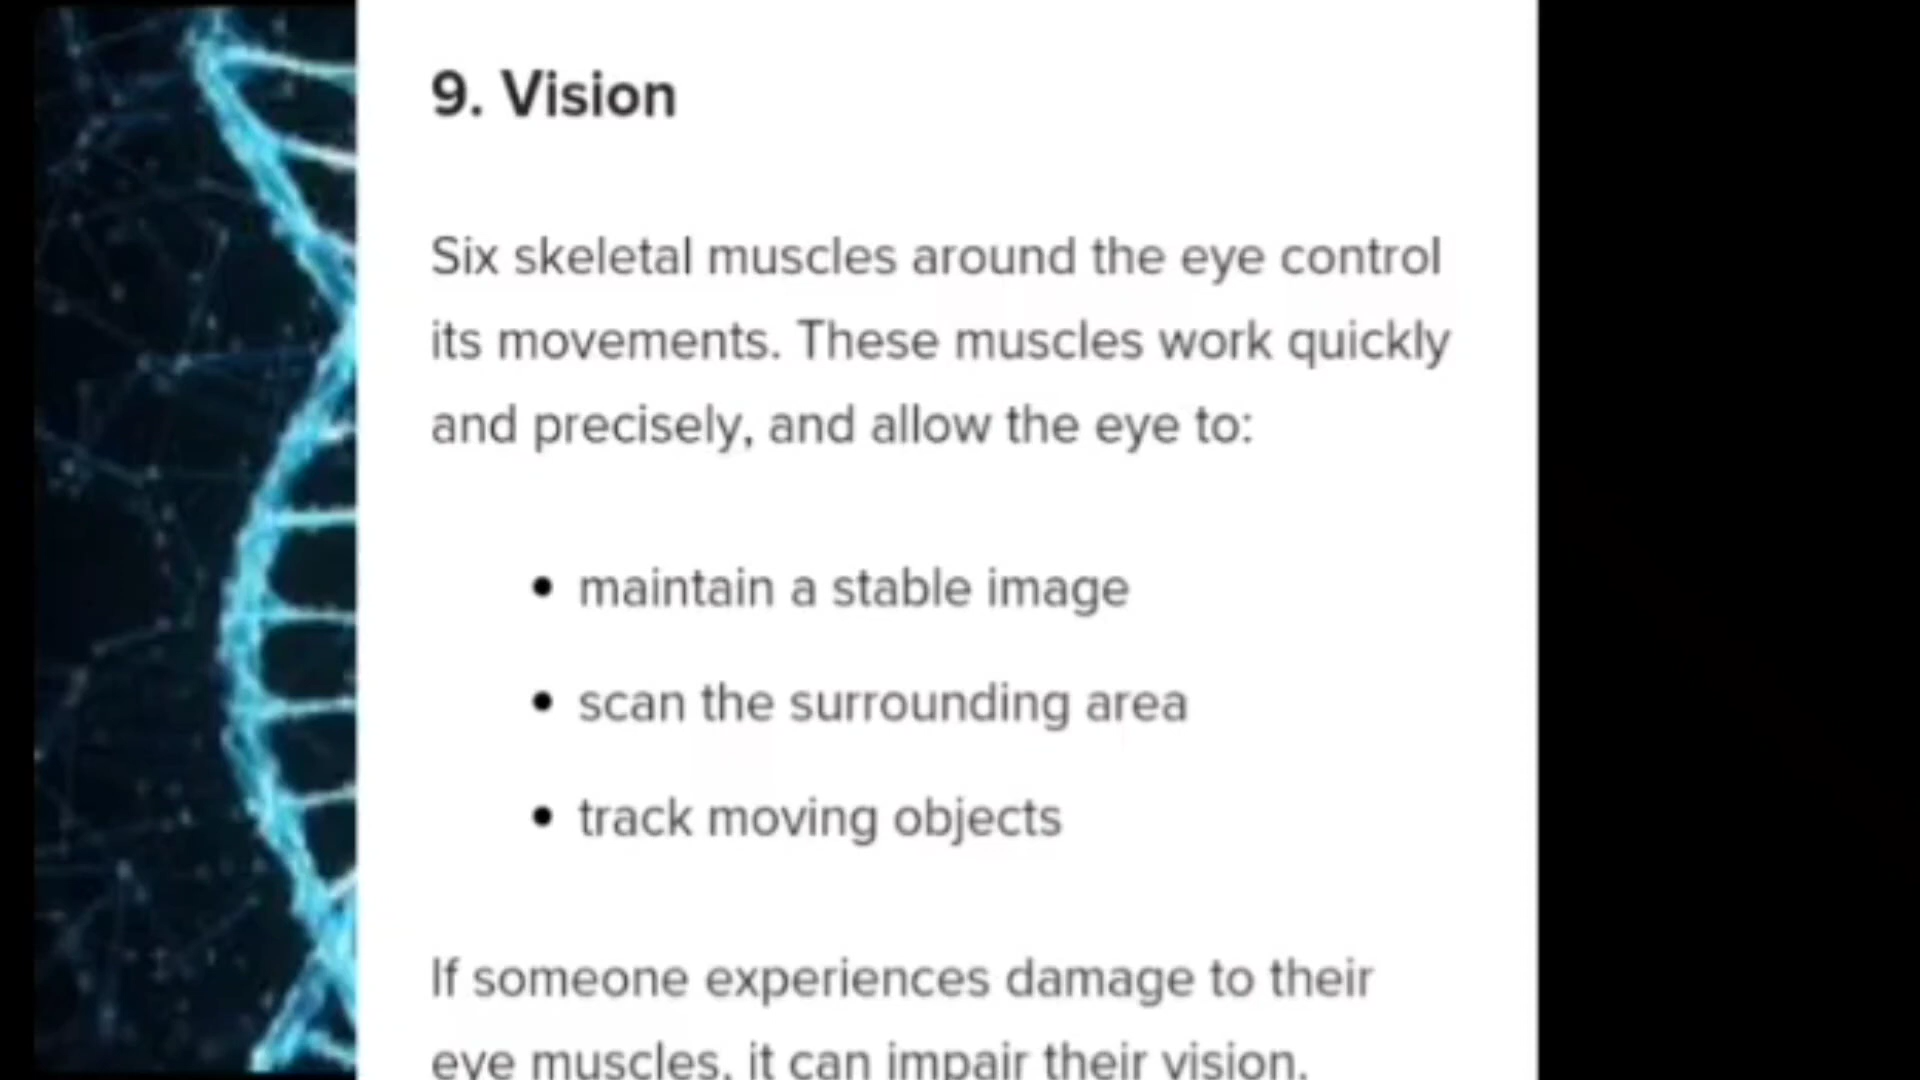 9. Vision
Six skeletal muscles around the eye control
its movements. These muscles work quickly
and precisely, and allow the eye to:
• maintain a stable image
• scan the surrounding area
• track moving objects
If someone experiences damage to their
eye muscles, it can impair their vision.